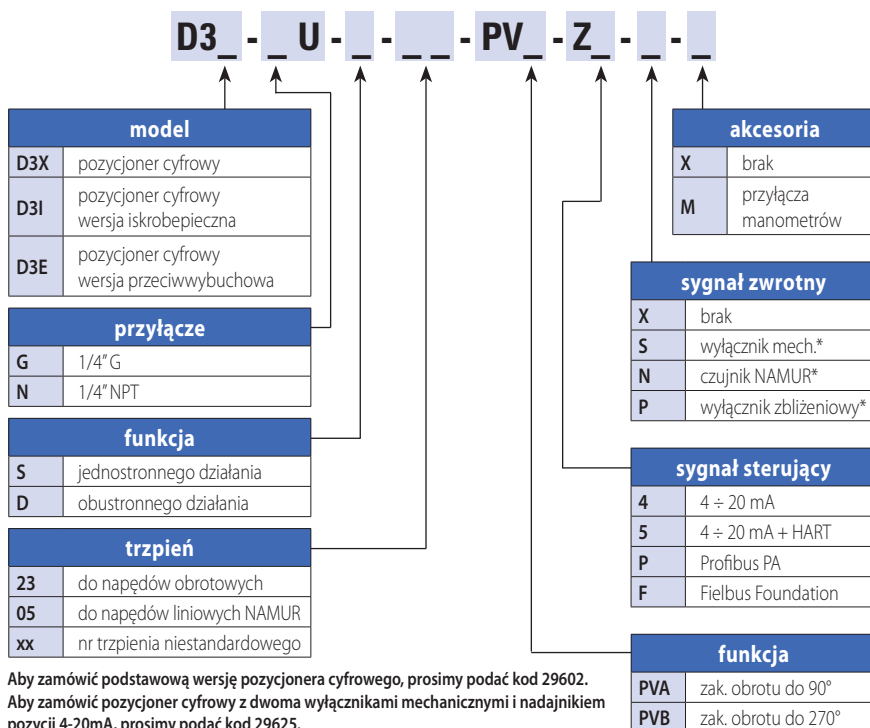 D3_ - _ U - _ - _ _ - PV_ - Z_ - _ - _
model
D3X pozycjoner cyfrowy
D3I pozycjoner cyfrowy
wersja iskrobepieczna
D3E pozycjoner cyfrowy
wersja przeciwwybuchowa
przyłącze
G 1/4" G
N 1/4" NPT
funkcja
S jednostronnego działania
D obustronnego działania
trzpień
23 do napędów obrotowych
05 do napędów liniowych NAMUR
xx nr trzpienia niestandardowego
Aby zamówić podstawową wersję pozycjonera cyfrowego, prosimy podać kod 29602.
Aby zamówić pozycjoner cyfrowy z dwoma wyłącznikami mechanicznymi i nadajnikiem
pozycji 4-20mA, prosimy podać kod 29625.
akcesoria
X brak
M przyłącza
manometrów
sygnał zwrotny
X brak
S wyłącznik mech.*
N czujnik NAMUR*
P wyłącznik zbliżeniowy*
sygnał sterujący
4 4 ÷ 20 mA
5 4 ÷ 20 mA + HART
P Profibus PA
F Fielbus Foundation
funkcja
PVA zak. obrotu do 90°
PVB zak. obrotu do 270°